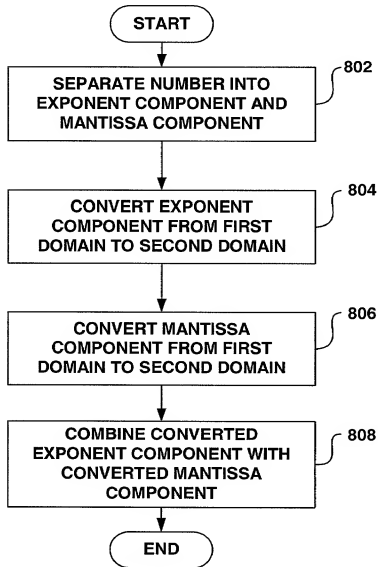 START
802
SEPARATE NUMBER INTO
EXPONENT COMPONENT AND
MANTISSA COMPONENT
804
CONVERT EXPONENT
COMPONENT FROM FIRST
DOMAIN TO SECOND DOMAIN
806
CONVERT MANTISSA
COMPONENT FROM FIRST
DOMAIN TO SECOND DOMAIN
808
COMBINE CONVERTED
EXPONENT COMPONENT WITH
CONVERTED MANTISSA
COMPONENT
END